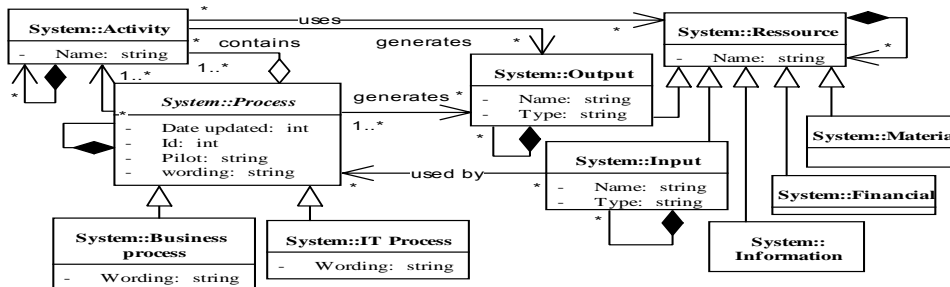 *
uses
*
System::Activity
- Name: string
*
contains
generates
*
*
1..*
1..*
System::Ressource
- Name: string
*
System::Output
- Name: string
- Type: string
*
System::Process
- Date updated: int
- Id: int
- Pilot: string
- wording: string
*
generates
*
1..*
System::Material
System::Input
- Name: string
- Type: string
*
used by
*
*
System::Financial
System::Business
process
- Wording: string
System::IT Process
- Wording: string
System::
Information